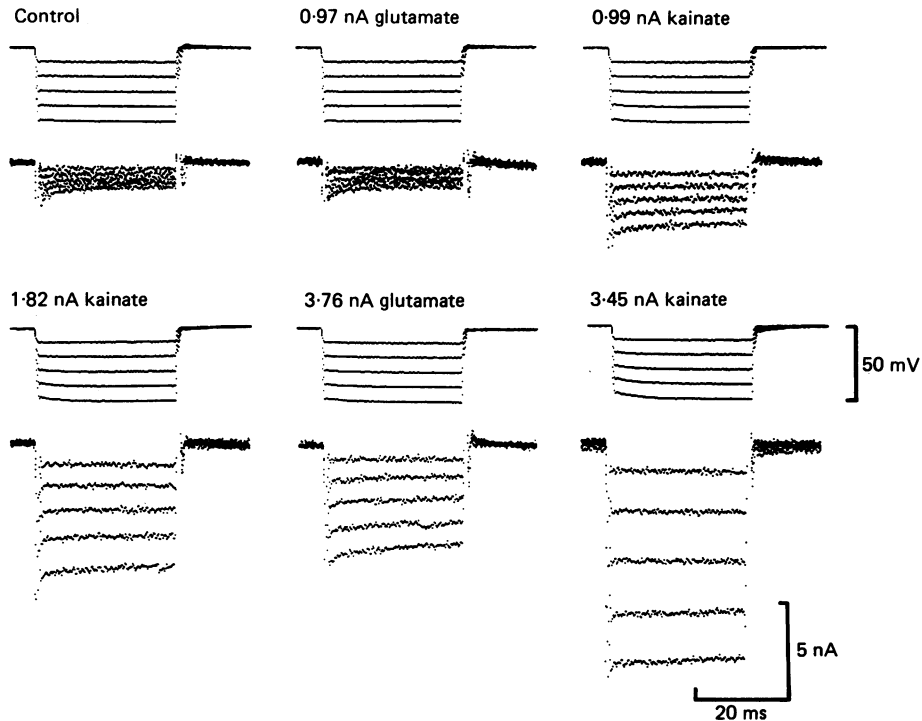 Control
0·97 nA glutamate
0·99 nA kainate
1·82 nA kainate
3·76 nA glutamate
3·45 nA kainate
50 mV
5 nA
20 ms